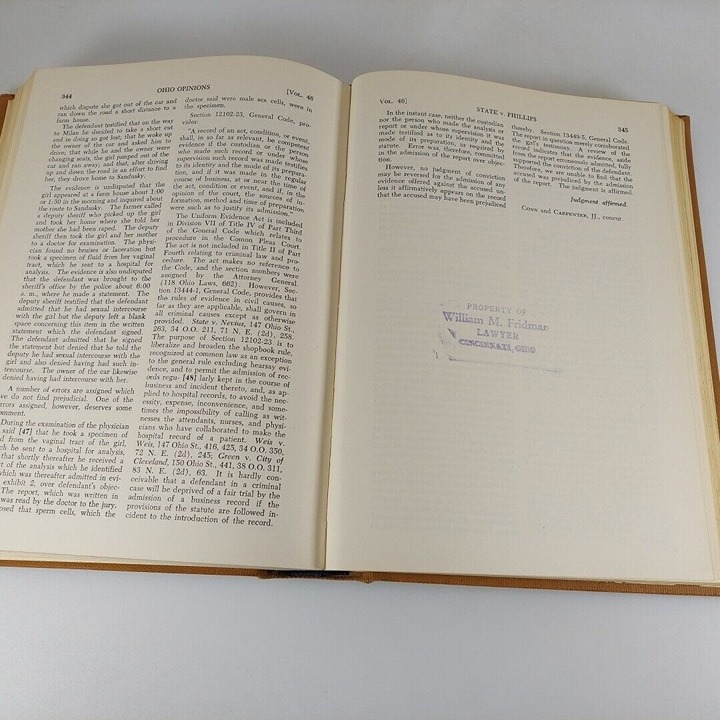 344
OHIO OPINIONS
[VOL. 46
which dispute she got out of the car and
ran down the road a short distance to a
farm house.
The defendant testified that on the way
to Milan he decided to take a short cut
and in doing so got lost; that he woke up
the owner of the car and asked him to
drive; that while he and the owner were
changing seats, the girl jumped out of the
car and ran away; and that, after driving
up and down the road in an effort to find
her, they drove home to Sandusky.
The evidence is undisputed that the
girl appeared at a farm house about 1:00
or 1:30 in the morning and inquired about
the route to Sandusky. The farmer called
a deputy sheriff who picked up the girl
and took her home where she told her
mother she had been raped. The deputy
sheriff then took the girl and her mother
to a doctor for examination. The physi-
cian found no bruises or laceration but
took a specimen of fluid from her vaginal
tract, which he sent to a hospital for
analysis. The evidence is also undisputed
that the defendant was brought to the
sheriff's office by the police about 6:00
a. m., where he made a statement. The
deputy sheriff testified that the defendant
admitted that he had sexual intercourse
with the girl but the deputy left a blank
space concerning this item in the written
statement which the defendant signed.
The defendant admitted that he signed
the statement but denied that he told the
deputy he had sexual intercourse with the
girl and also denied having had such in-
tercourse. The owner of the car likewise
denied having had intercourse with her.
A number of errors are assigned which
we do not find prejudicial. One of the
errors assigned, however, deserves some
comment.
During the examination of the physician
said [47] that he took a specimen of
from the vaginal tract of the girl,
he sent to a hospital for analysis,
that shortly thereafter he received a
of the analysis which he identified
which was thereafter admitted in evi-
exhibit 2, over defendant's objec-
The report, which was written in
was read by the doctor to the jury.
that sperm cells, which the
doctor said were male sex cells, were in
the specimen.
Section 12102-23, General Code, pro-
vides:
"A record of an act, condition, or event,
shall, in so far as relevant, be competent
evidence if the custodian or the person
who made such record or under whose
supervision such record was made testifies
to its identity and the mode of its prepara-
tion, and if it was made in the regular
course of business, at or near the time of
the act, condition or event, and if, in the
opinion of the court, the sources of in-
formation, method and time of preparation
were such as to justify its admission."
The Uniform Evidence Act is included
in Division VII of Title IV of Part Third
of the General Code which relates to
procedure in the Comon Pleas Court.
The act is not included in Title II of Part
Fourth relating to criminal law and pro-
cedure. The act makes no reference to
the Code, and the section numbers were
assigned by the Attorney General.
(118 Ohio Laws, 662). However, Sec-
tion 13444-1, General Code, provides that
the rules of evidence in civil causes, so
far as they are applicable, shall govern in
all criminal causes except as otherwise
provided. State v. Nevius, 147 Ohio St.,
263, 34 O.O. 211, 71 N. E. (2d), 258.
The purpose of Section 12102-23 is to
liberalize and broaden the shopbook rule,
recognized at common law as an exception
to the general rule excluding hearsay evi-
dence, and to permit the admission of rec-
ords regu- [48] larly kept in the course of
business and incident thereto, and, as ap-
plied to hospital records, to avoid the ne-
cessity, expense, inconvenience, and some-
times the impossibility of calling as wit-
nesses the attendants, nurses, and physi-
cians who have collaborated to make the
hospital record of a patient. Weis v.
Weis, 147 Ohio St., 416, 425, 34 O.O. 350,
72 N. E. (2d), 245; Green v. City of
Cleveland, 150 Ohio St., 441, 38 O.O. 311,
83 N. E. (2d), 63. It is hardly con-
ceivable that a defendant in a criminal
case will be deprived of a fair trial by the
admission of a business record if the
provisions of the statute are followed in-
cident to the introduction of the record.
VOL. 46]
STATE v. PHILLIPS
345
In the instant case, neither the custodian
nor the person who made the analysis or
report or under whose supervision it was
made testified as to its identity and the
mode of its preparation, as required by
statute. Error was, therefore, committed
in the admission of the report over objec-
tion.
However, no judgment of conviction
may be reversed for the admission of any
evidence offered against the accused un-
less it affirmatively appears on the record
that the accused may have been prejudiced
thereby. Section 13449-5, General Code.
The report in question merely corroborated
the girl's testimony. A review of the
record indicates that the evidence, aside
from the report erroneously admitted, fully
supported the conviction of the defendant.
Therefore, we are unable to find that the
accused was prejudiced by the admission
of the report. The judgment is affirmed.
Judgment affirmed.
CONN and CARPENTER, JJ., concur.
PROPERTY OF
William M. Fridman
LAWYER
CINCINNATI, OHIO